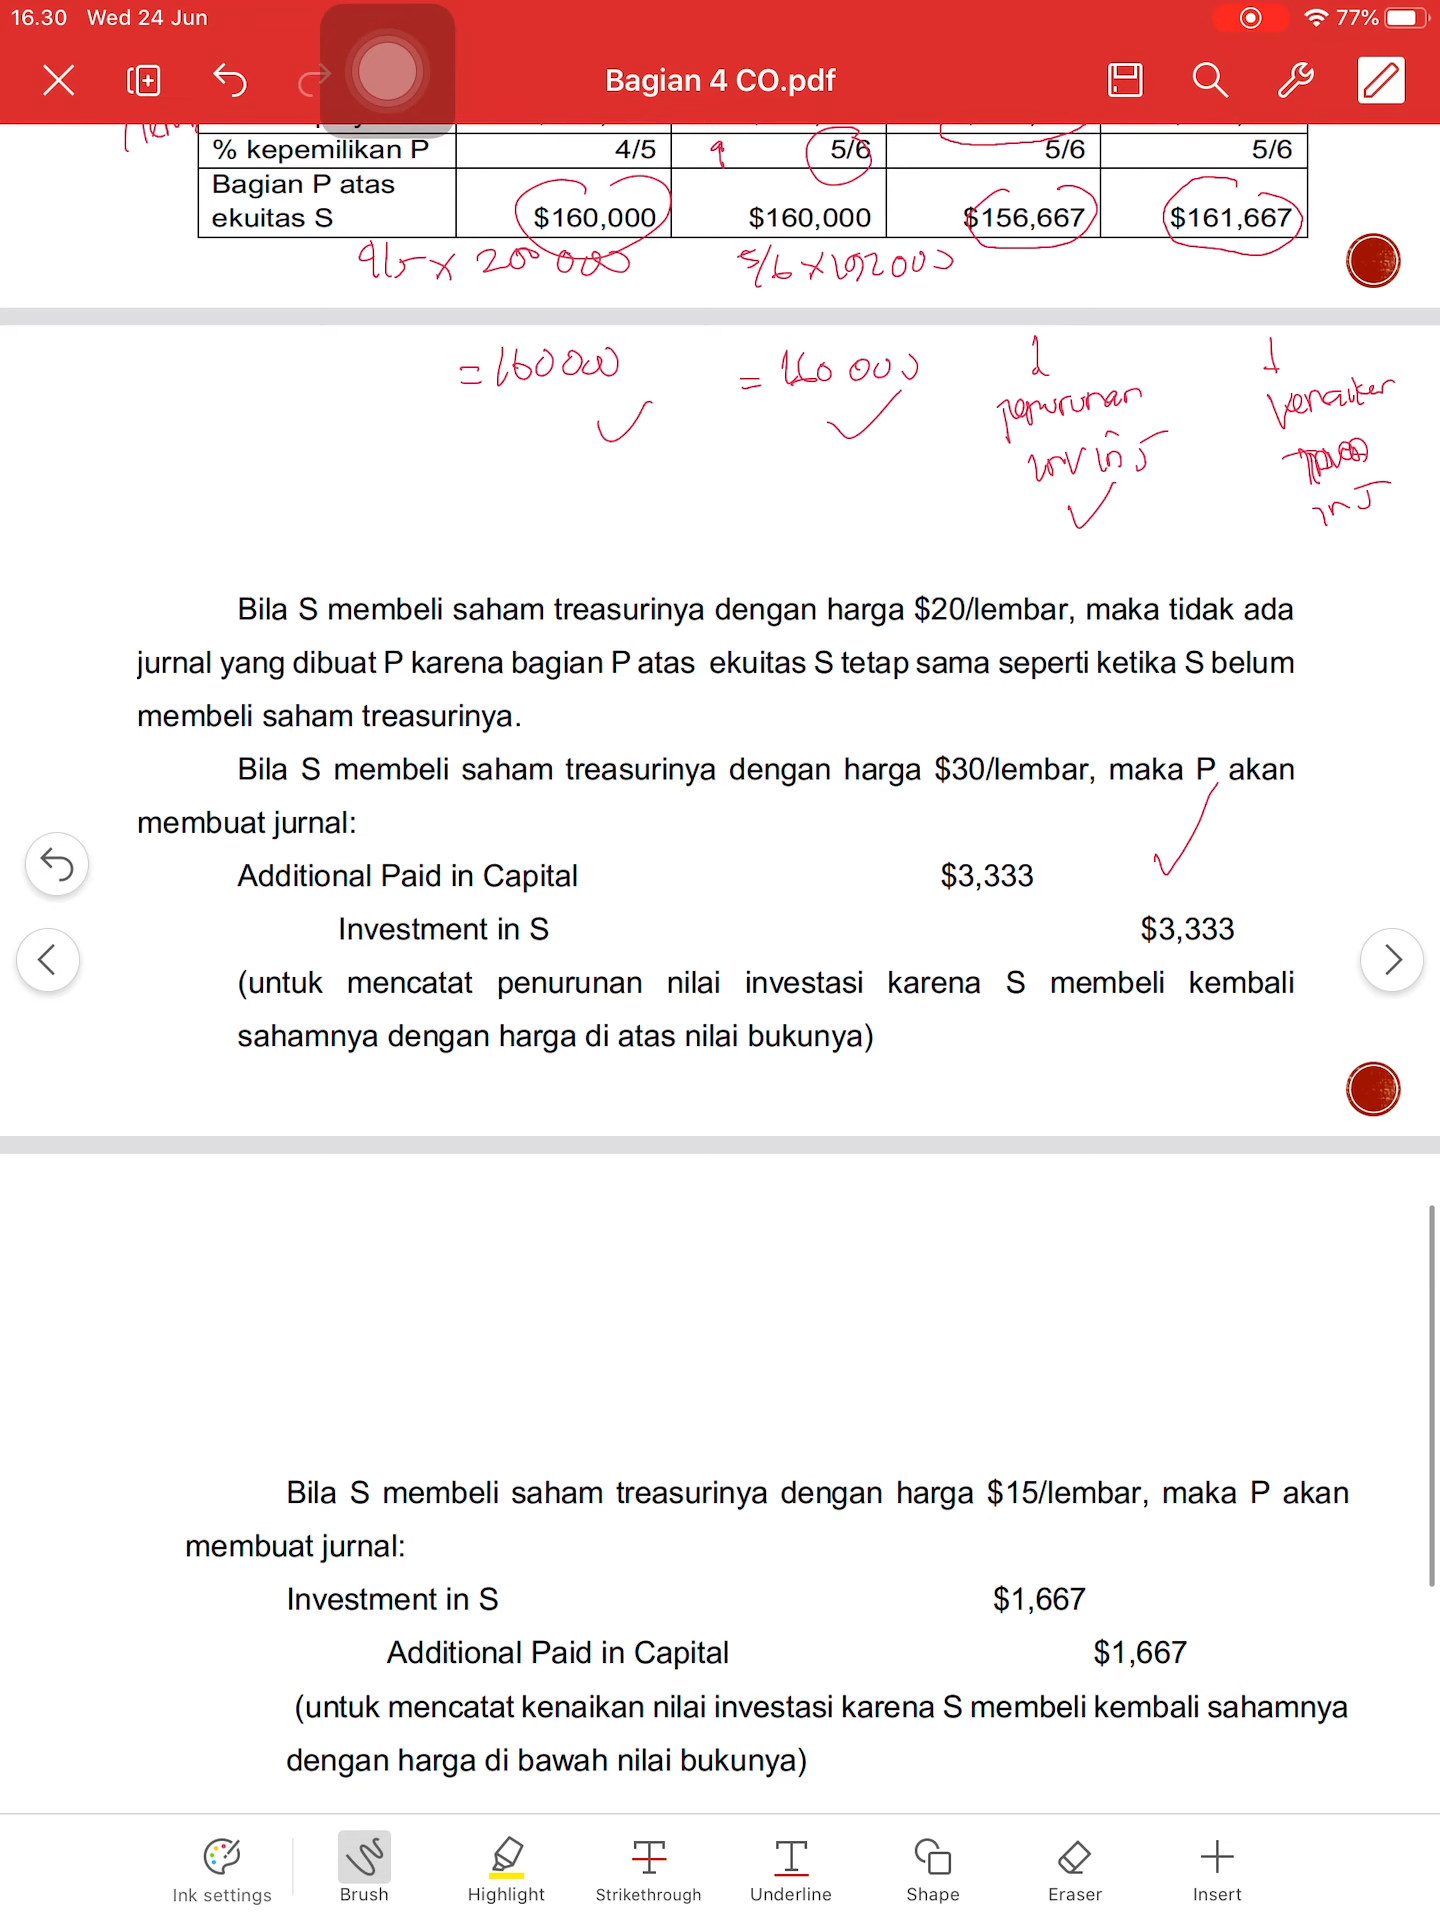 16.30 Wed 24 Jun
77%
Bagian 4 CO.pdf
% kepemilikan P 4/5 5/6 5/6 5/6
Bagian P atas
ekuitas S $160,000 $160,000 $156,667 $161,667
4/5 x 200 000 5/6 x 192 000
= 160 000 = 160 000
penurunan
inv in S
in S
Bila S membeli saham treasurinya dengan harga $20/lembar, maka tidak ada
jurnal yang dibuat P karena bagian P atas ekuitas S tetap sama seperti ketika S belum
membeli saham treasurinya.
Bila S membeli saham treasurinya dengan harga $30/lembar, maka P akan
membuat jurnal:
Additional Paid in Capital $3,333
Investment in S $3,333
(untuk mencatat penurunan nilai investasi karena S membeli kembali
sahamnya dengan harga di atas nilai bukunya)
Bila S membeli saham treasurinya dengan harga $15/lembar, maka P akan
membuat jurnal:
Investment in S $1,667
Additional Paid in Capital $1,667
(untuk mencatat kenaikan nilai investasi karena S membeli kembali sahamnya
dengan harga di bawah nilai bukunya)
Ink settings Brush Highlight Strikethrough Underline Shape Eraser Insert